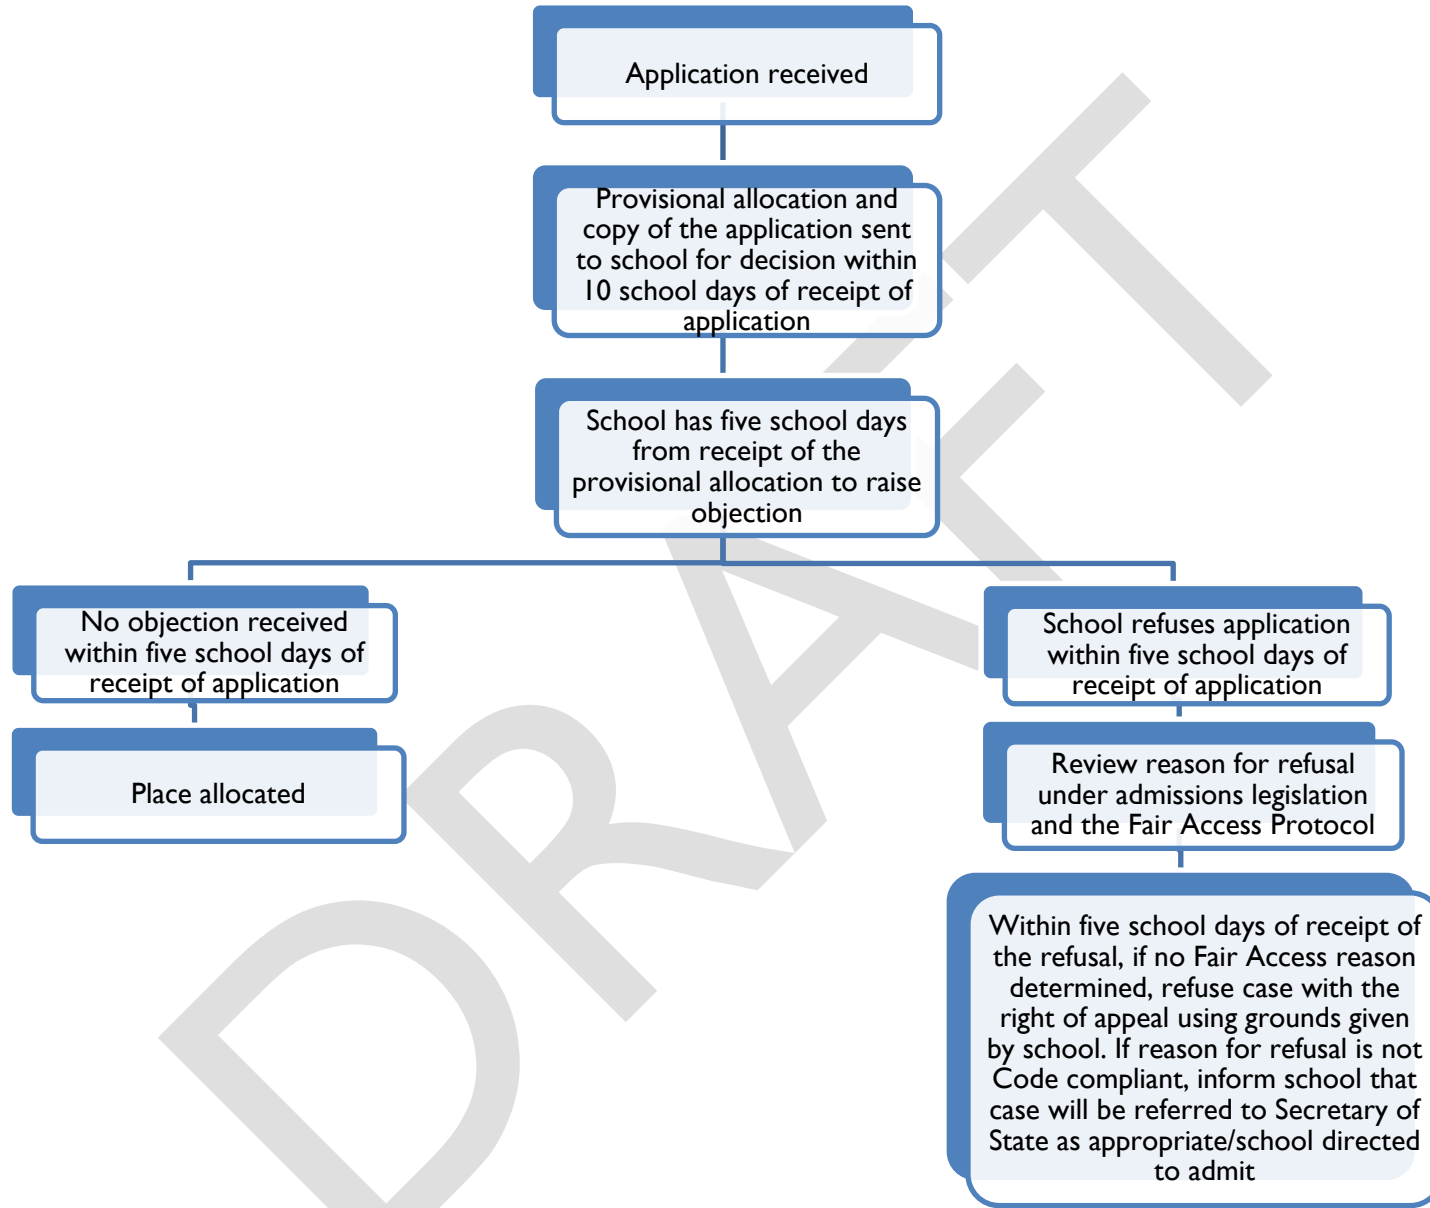 Application received
Provisional allocation and
copy of the application sent
to school for decision within
10 school days of receipt of
application
School has five school days
from receipt of the
provisional allocation to raise
objection
No objection received
within five school days of
receipt of application
Place allocated
School refuses application
within five school days of
receipt of application
Review reason for refusal
under admissions legislation
and the Fair Access Protocol
Within five school days of receipt of
the refusal, if no Fair Access reason
determined, refuse case with the
right of appeal using grounds given
by school. If reason for refusal is not
Code compliant, inform school that
case will be referred to Secretary of
State as appropriate/school directed
to admit
DRAFT